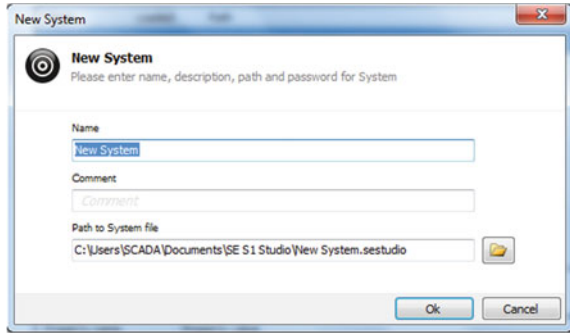 New System
New System
Please enter name, description, path and password for System
Name
New System
Comment
Comment
Path to System file
C:\Users\SCADA\Documents\SE S1 Studio\New System.sestudio
Ok
Cancel